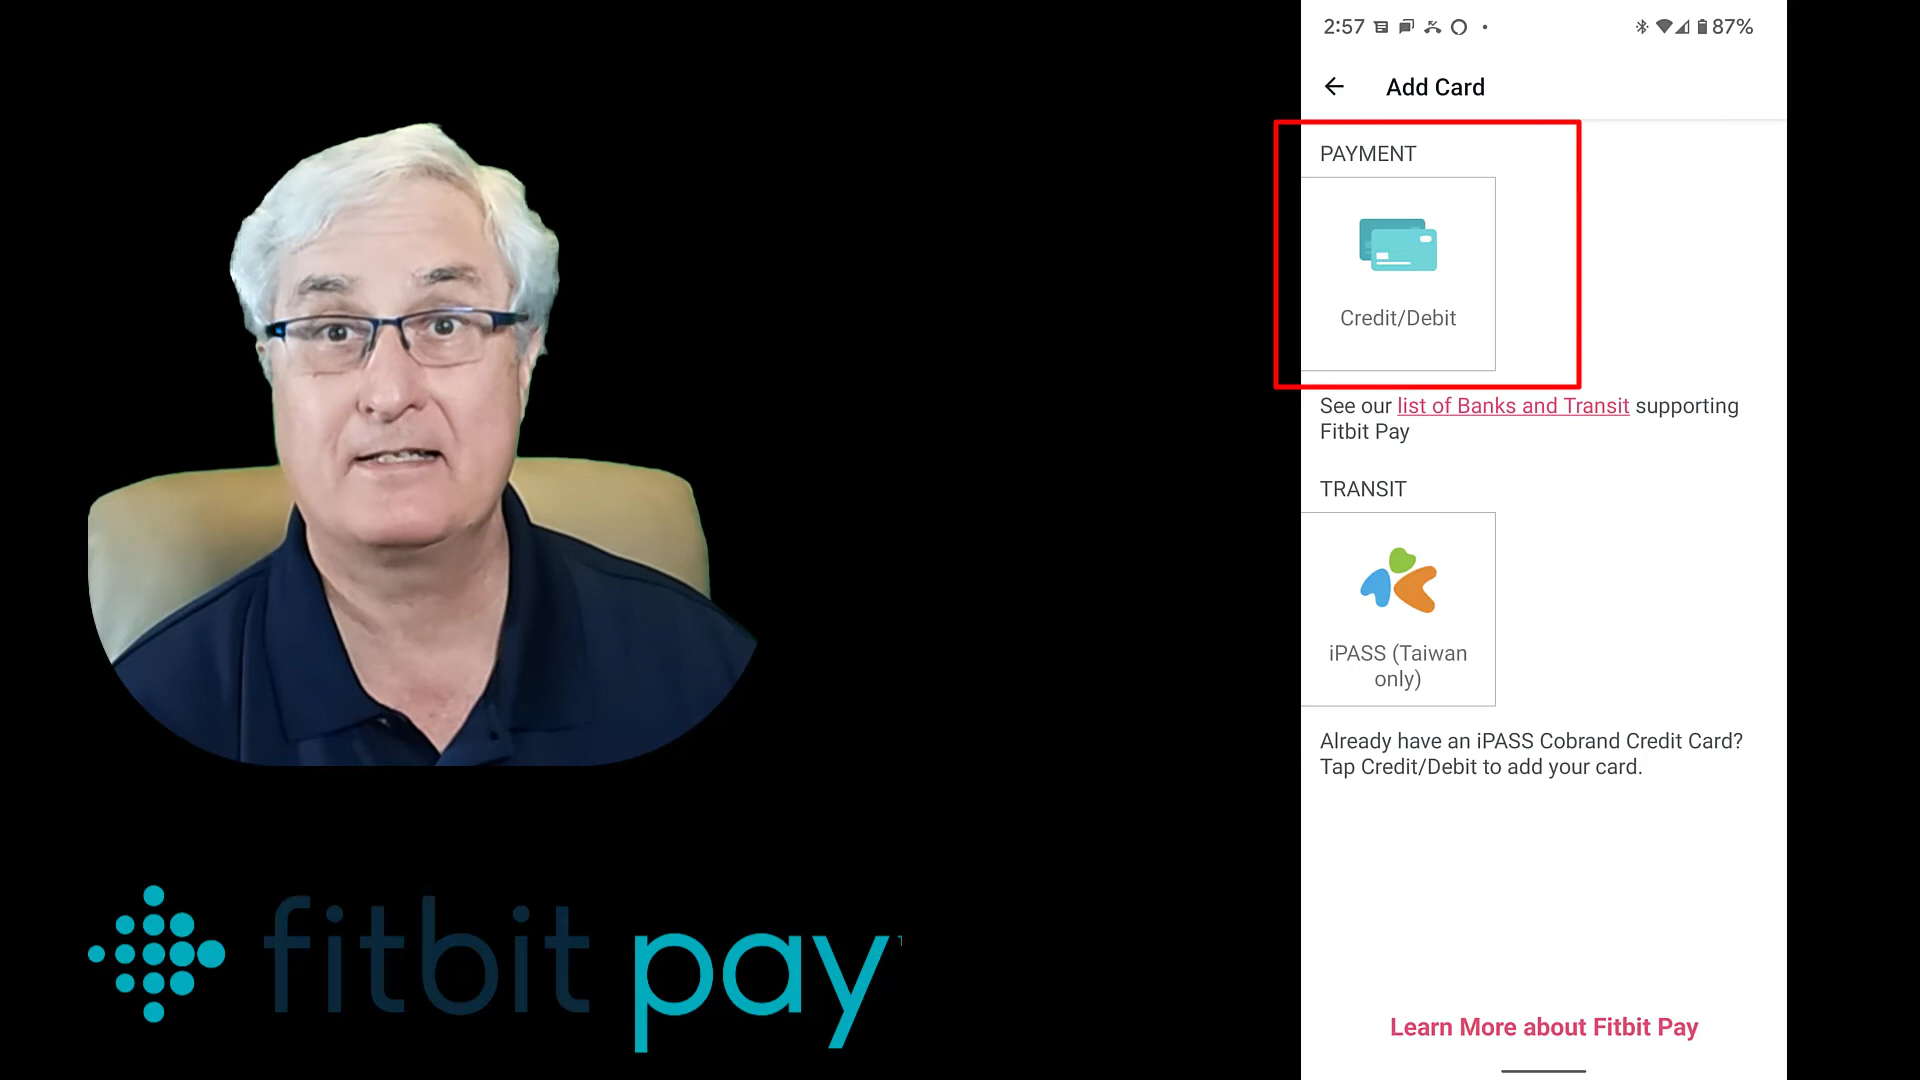 2:57
87%
Add Card
PAYMENT
Credit/Debit
See our list of Banks and Transit supporting
Fitbit Pay
TRANSIT
iPASS (Taiwan
only)
Already have an iPASS Cobrand Credit Card?
Tap Credit/Debit to add your card.
Learn More about Fitbit Pay
fitbit pay